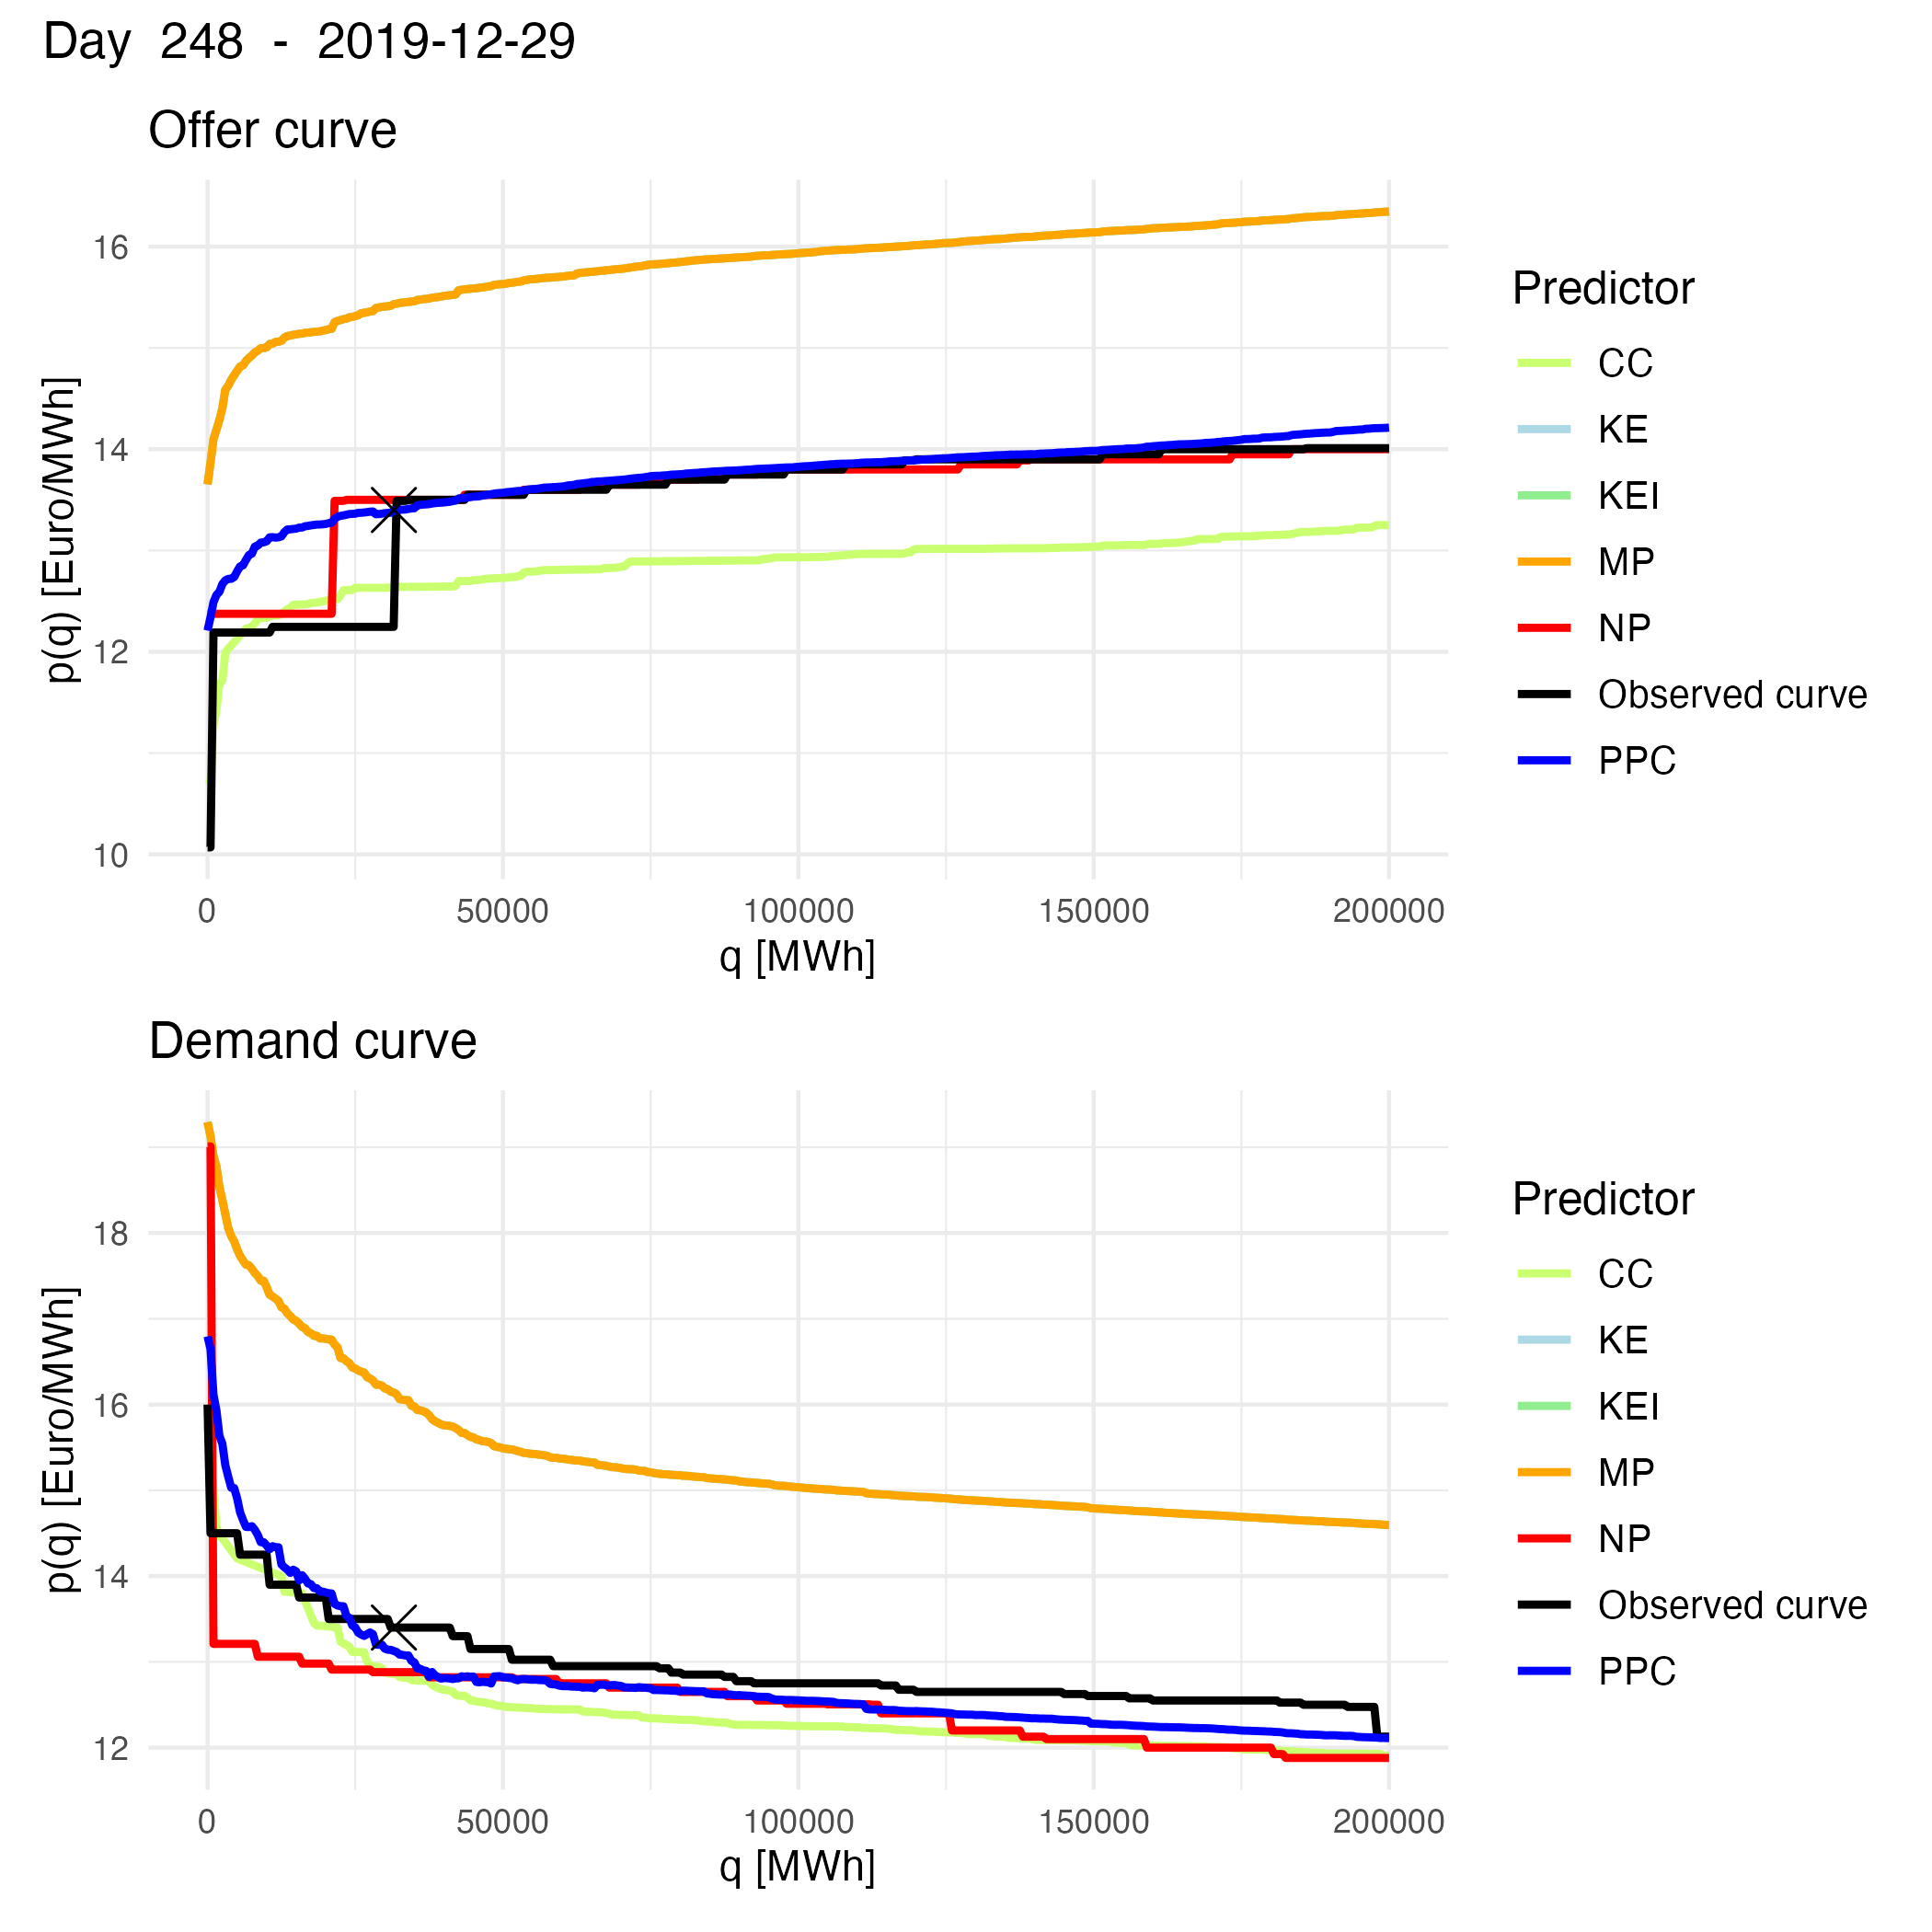 Day 248 - 2019-12-29
Offer curve
p(q) [Euro/MWh]
16
14
12
10
0 50000 100000 150000 200000
q [MWh]
Predictor
CC
KE
KEI
MP
NP
Observed curve
PPC
Demand curve
p(q) [Euro/MWh]
18
16
14
12
0 50000 100000 150000 200000
q [MWh]
Predictor
CC
KE
KEI
MP
NP
Observed curve
PPC